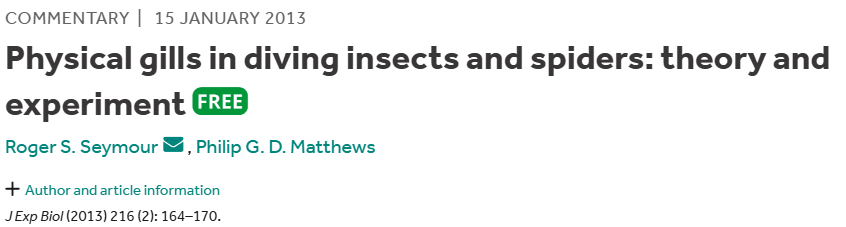 COMMENTARY | 15 JANUARY 2013
Physical gills in diving insects and spiders: theory and
experiment FREE
Roger S. Seymour , Philip G. D. Matthews
+ Author and article information
J Exp Biol (2013) 216 (2): 164–170.